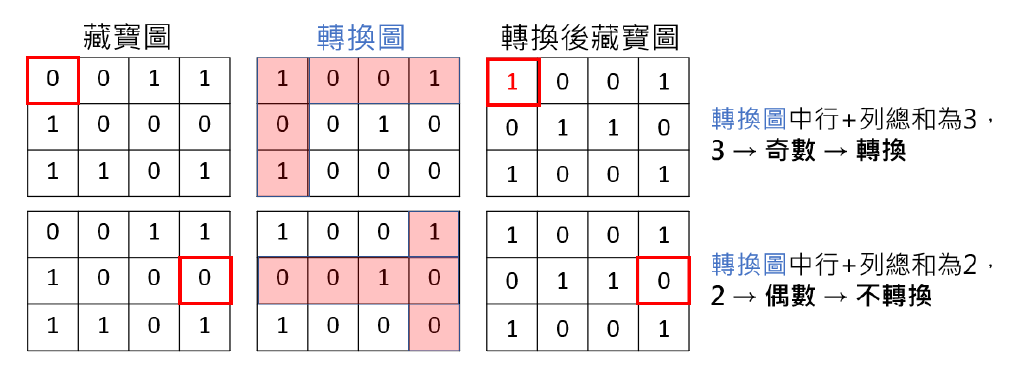 藏寶圖 轉換圖 轉換後藏寶圖
0 0 1 1 1 0 0 1 1 0 0 1
1 0 0 0 0 0 1 0 0 1 1 0
1 1 0 1 1 0 0 0 1 0 0 1
轉換圖中行+列總和為3，
3 → 奇數 → 轉換
0 0 1 1 1 0 0 1 1 0 0 1
1 0 0 0 0 0 1 0 0 1 1 0
1 1 0 1 1 0 0 0 1 0 0 1
轉換圖中行+列總和為2，
2 → 偶數 → 不轉換